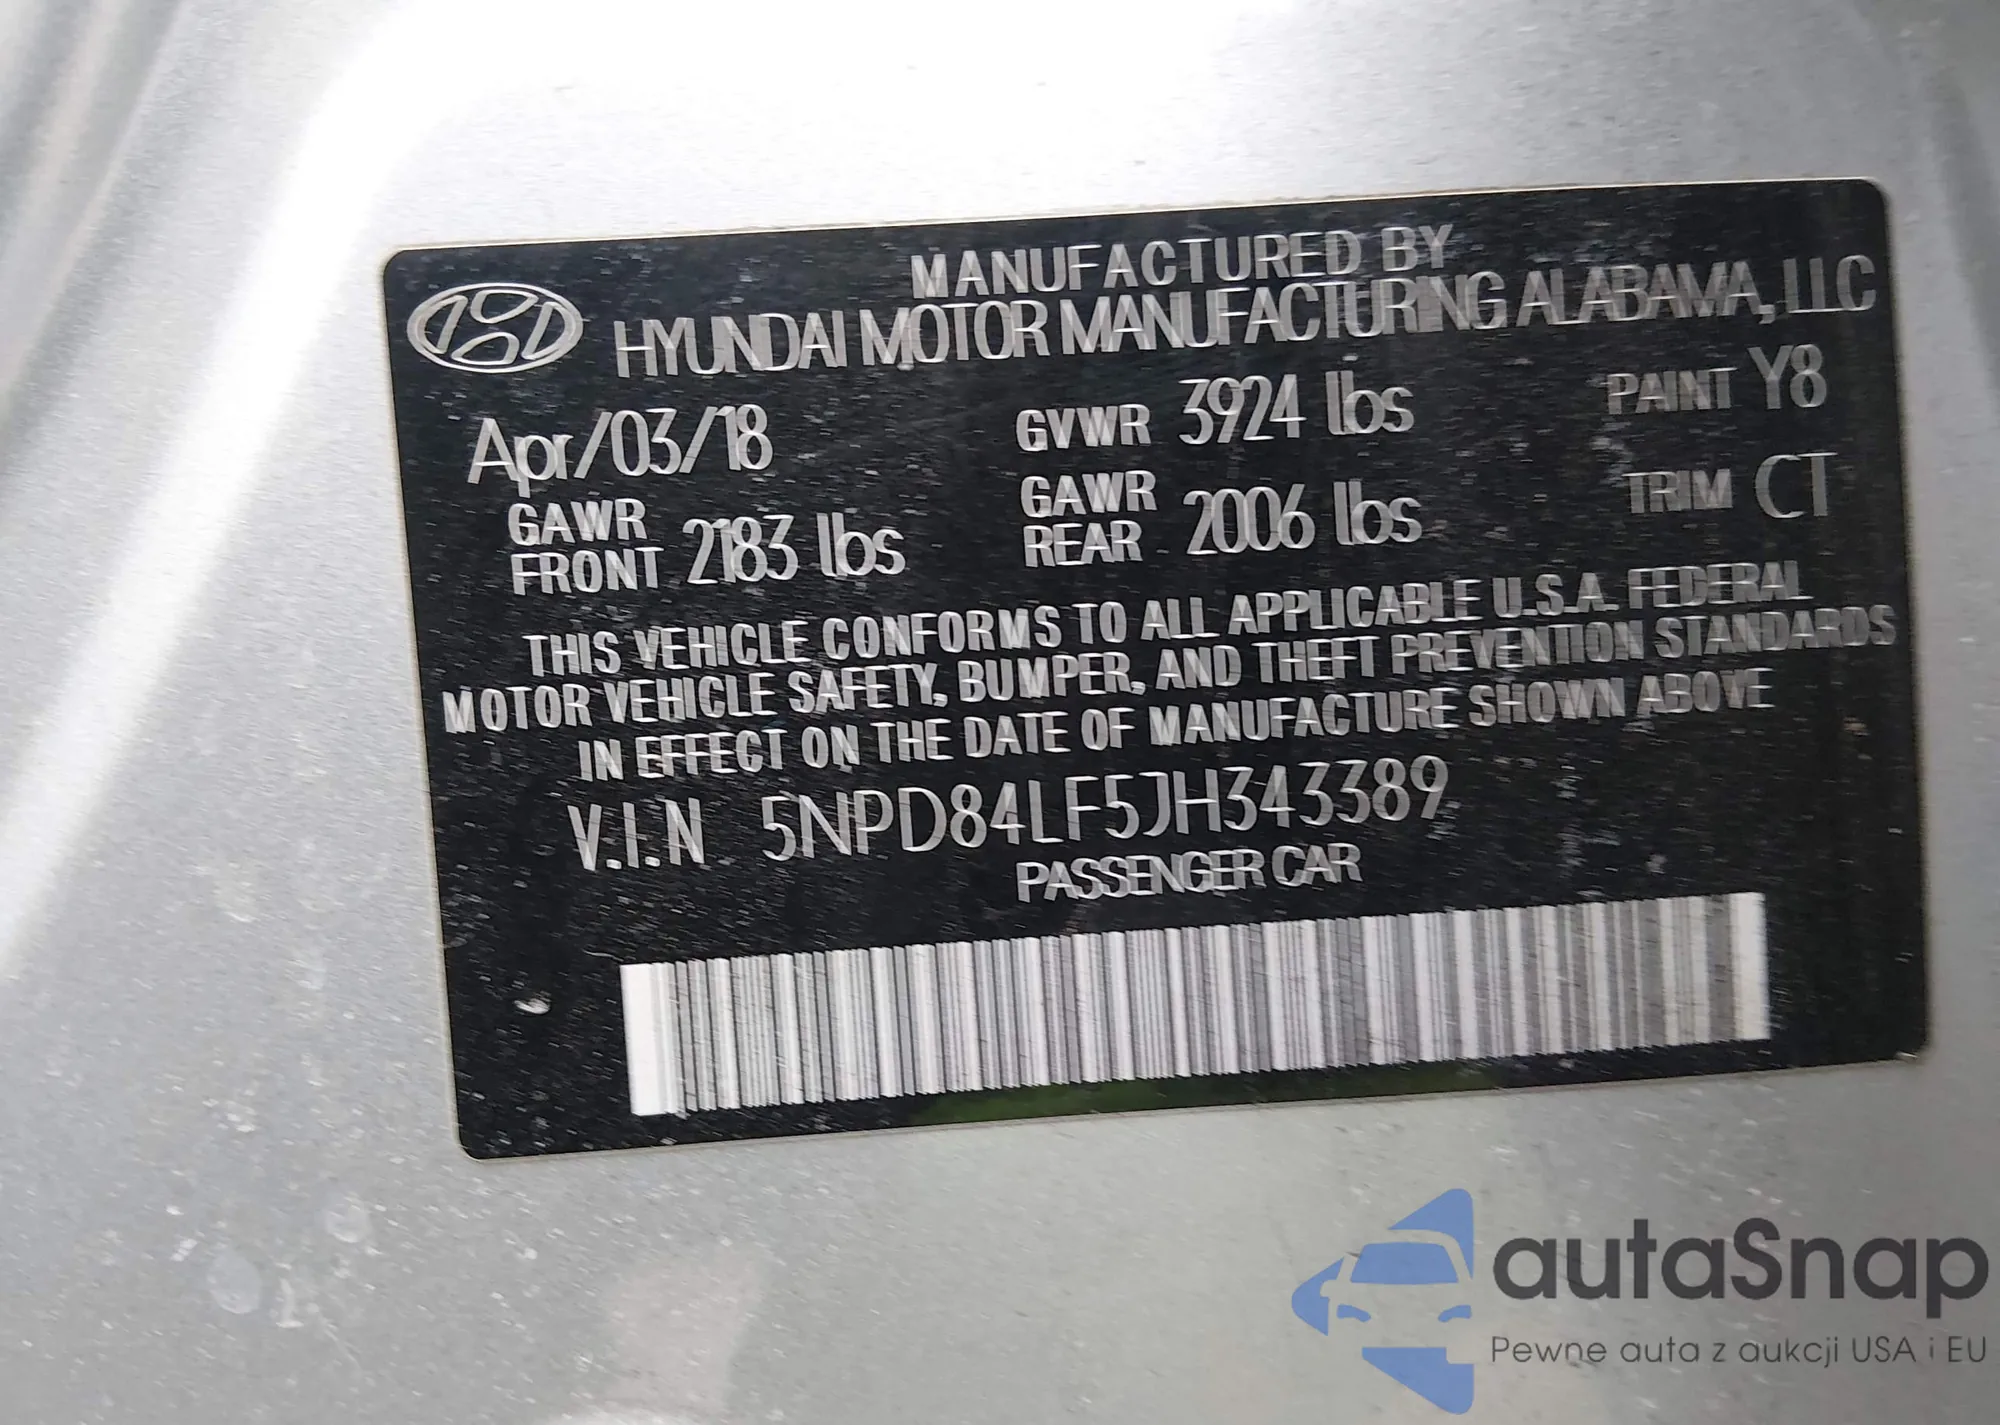 MANUFACTURED BY
HYUNDAI MOTOR MANUFACTURING ALABAMA, LLC
Apr/03/18 GVWR 3924 lbs PAINT Y8
GAWR FRONT 2183 lbs GAWR REAR 2006 lbs TRIM CT
THIS VEHICLE CONFORMS TO ALL APPLICABLE U.S.A. FEDERAL
MOTOR VEHICLE SAFETY, BUMPER, AND THEFT PREVENTION STANDARDS
IN EFFECT ON THE DATE OF MANUFACTURE SHOWN ABOVE
V.I.N 5NPD84LF5JH343389
PASSENGER CAR
autaSnap
Pewne auta z aukcji USA i EU